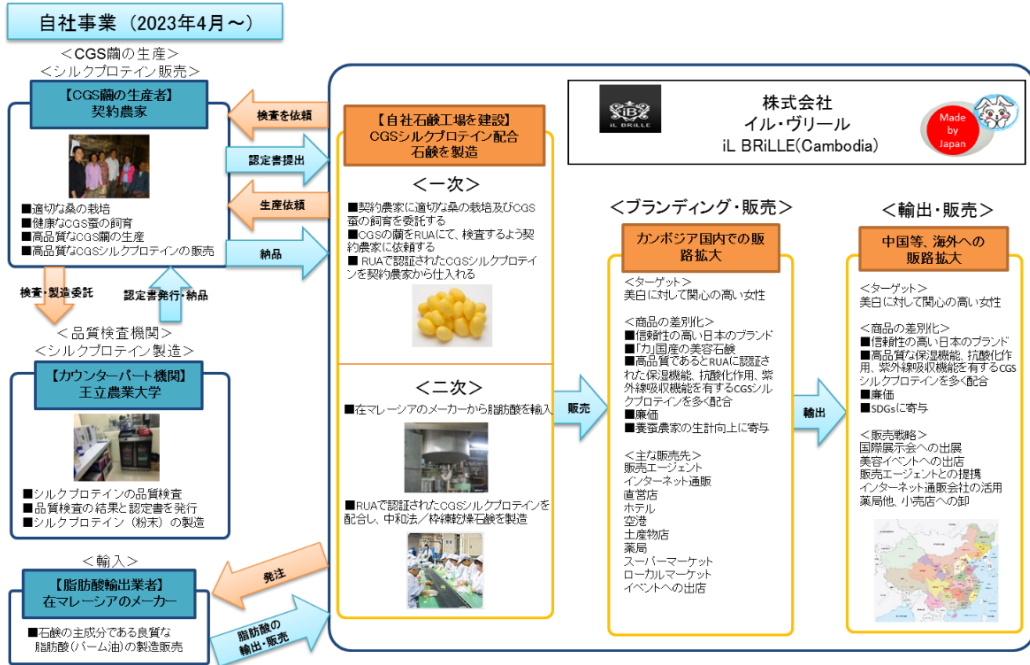 自社事業（2023年4月～）
＜CGS繭の生産＞
＜シルクプロテイン販売＞
【CGS繭の生産者】
契約農家
■適切な桑の栽培
■健康なCGS蚕の飼育
■高品質なCGS繭の生産
■高品質なCGSシルクプロテインの販売
検査を依頼
認定書提出
生産依頼
納品
検査・製造委託
認定書発行・納品
＜品質検査機関＞
＜シルクプロテイン製造＞
【カウンターパート機関】
王立農業大学
■シルクプロテインの品質検査
■品質検査の結果と認定書を発行
■シルクプロテイン（粉末）の製造
＜輸入＞
【脂肪酸輸出業者】
在マレーシアのメーカー
■石鹸の主成分である良質な
脂肪酸(パーム油)の製造販売
発注
脂肪酸の
輸出・販売
【自社石鹸工場を建設】
CGSシルクプロテイン配合
石鹸を製造
＜一次＞
■契約農家に適切な桑の栽培及びCGS
蚕の飼育を委託する
■CGSの繭をRUAにて、検査するよう契
約農家に依頼する
■ RUAで認証されたCGSシルクプロテイ
ンを契約農家から仕入れる
＜二次＞
■在マレーシアのメーカーから脂肪酸を輸入
■RUAで認証されたCGSシルクプロテインを
配合し、中和法／枠練乾燥石鹸を製造
iB
iL BRiLLE
株式会社
イル・ヴリール
iL BRiLLE(Cambodia)
Made
by
Japan
販売
＜ブランディング・販売＞
カンボジア国内での販
路拡大
＜ターゲット＞
美白に対して関心の高い女性
＜商品の差別化＞
■信頼性の高い日本のブランド
■「カ」国産の美容石鹸
■高品質であるとRUAに認証さ
れた保湿機能、抗酸化作用、紫
外線吸収機能を有するCGSシル
クプロテインを多く配合
■廉価
■養蚕農家の生計向上に寄与
＜主な販売先＞
販売エージェント
インターネット通販
直営店
ホテル
空港
土産物店
薬局
スーパーマーケット
ローカルマーケット
イベントへの出店
輸出
＜輸出・販売＞
中国等、海外への
販路拡大
＜ターゲット＞
美白に対して関心の高い女性
＜商品の差別化＞
■信頼性の高い日本のブランド
■高品質な保湿機能、抗酸化作
用、紫外線吸収機能を有するCGS
シルクプロテインを多く配合
■廉価
■SDGsに寄与
＜販売戦略＞
国際展示会への出展
美容イベントへの出店
販売エージェントとの提携
インターネット通販会社の活用
薬局他、小売店への卸